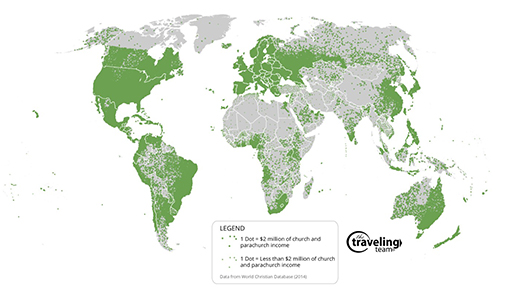 LEGEND
1 Dot = $2 million of church and
parachurch income
1 Dot = Less than $2 million of church
and parachurch income
Data from World Christian Database (2014)
the
traveling
team